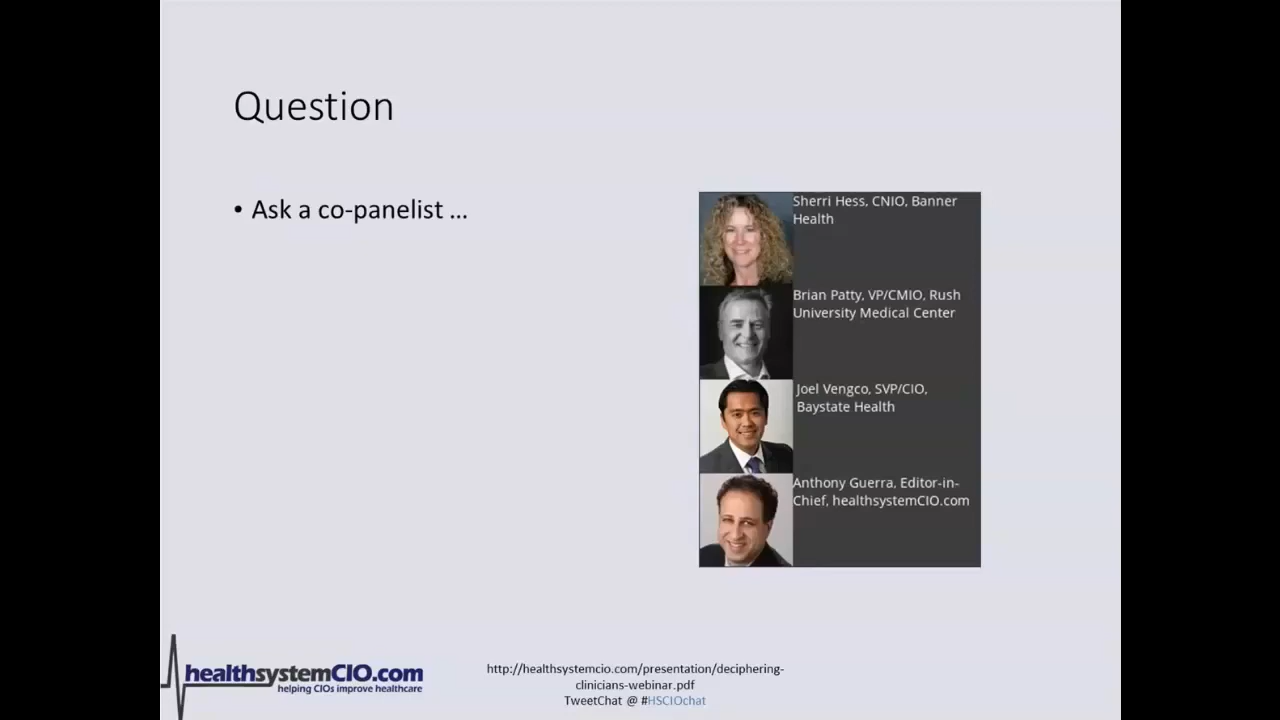 Question
• Ask a co-panelist ...
Sherri Hess, CNIO, Banner
Health
Brian Patty, VP/CMIO, Rush
University Medical Center
Joel Vengco, SVP/CIO,
Baystate Health
Anthony Guerra, Editor-in-
Chief, healthsystemCIO.com
healthsystemCIO.com
helping CIOs improve healthcare
http://healthsystemcio.com/presentation/deciphering-
clinicians-webinar.pdf
TweetChat @ #HSCIOchat